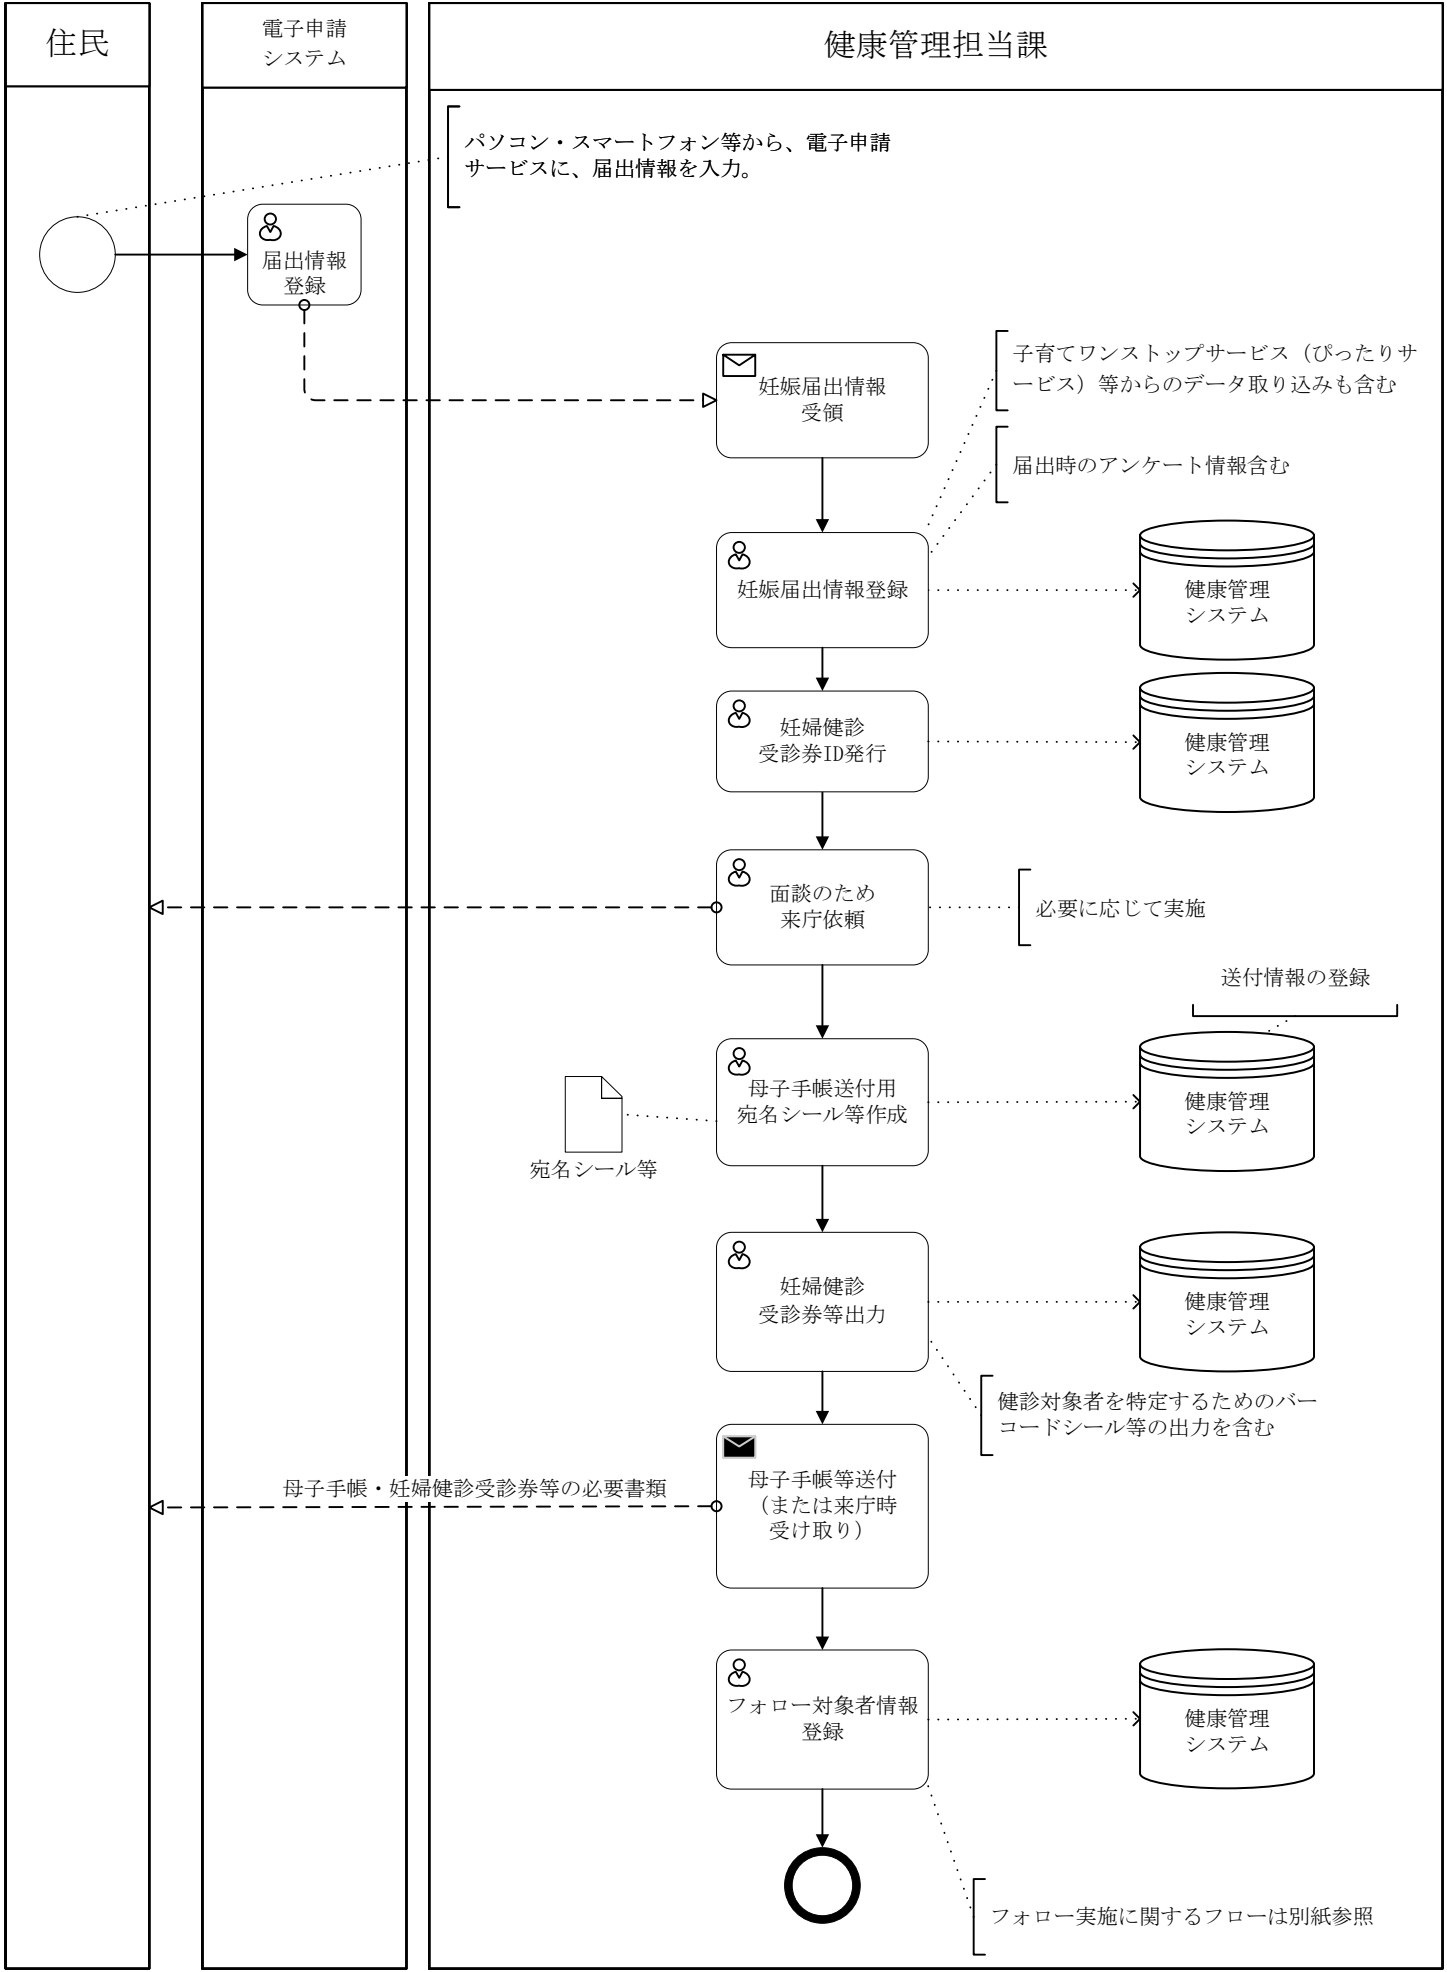 住民
電子申請
システム
健康管理担当課
パソコン・スマートフォン等から、電子申請
サービスに、届出情報を入力。
届出情報
登録
妊娠届出情報
受領
子育てワンストップサービス（ぴったりサ
ービス）等からのデータ取り込みも含む
届出時のアンケート情報含む
妊娠届出情報登録
健康管理
システム
妊婦健診
受診券ID発行
健康管理
システム
面談のため
来庁依頼
必要に応じて実施
送付情報の登録
母子手帳送付用
宛名シール等作成
健康管理
システム
宛名シール等
妊婦健診
受診券等出力
健康管理
システム
健診対象者を特定するためのバー
コードシール等の出力を含む
母子手帳・妊婦健診受診券等の必要書類
母子手帳等送付
（または来庁時
受け取り）
フォロー対象者情報
登録
健康管理
システム
フォロー実施に関するフローは別紙参照